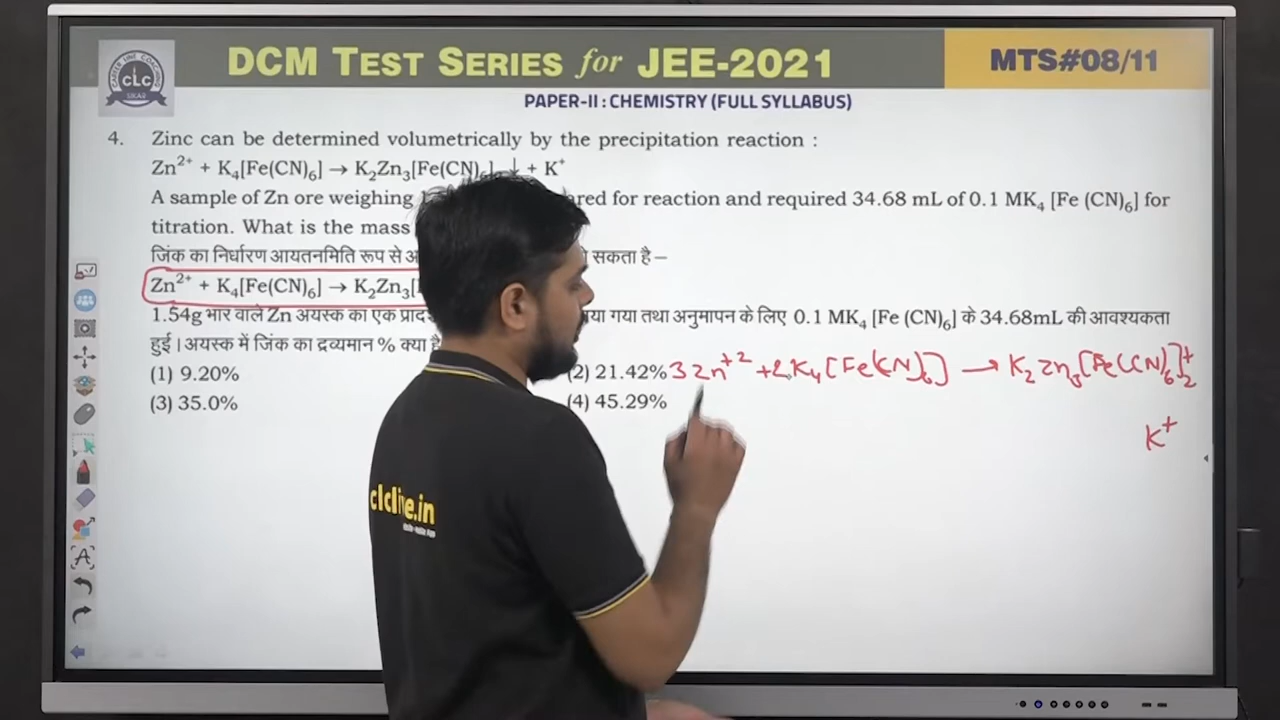 DCM TEST SERIES for JEE-2021
MTS#08/11
CLC
SIKAR
PAPER-II : CHEMISTRY (FULL SYLLABUS)
4. Zinc can be determined volumetrically by the precipitation reaction :
Zn²⁺ + K₄[Fe(CN)₆] → K₂Zn₃[Fe(CN)₆] ↓ + K⁺
A sample of Zn ore weighing red for reaction and required 34.68 mL of 0.1 MK₄ [Fe (CN)₆] for
titration. What is the mass
जिंक का निर्धारण आयतनमिति रूप से सकता है –
Zn²⁺ + K₄[Fe(CN)₆] → K₂Zn₃[
1.54g भार वाले Zn अयस्क का एक गया तथा अनुमापन के लिए 0.1 MK₄ [Fe (CN)₆] के 34.68mL की आवश्यकता
हुई। अयस्क में जिंक का द्रव्यमान % क्या
(1) 9.20% (2) 21.42%
(3) 35.0% (4) 45.29%
3Zn⁺² + 2K₄[Fe(CN)₆] → K₂Zn₃[Fe(CN)₆]₂ +
K⁺
clclive.in